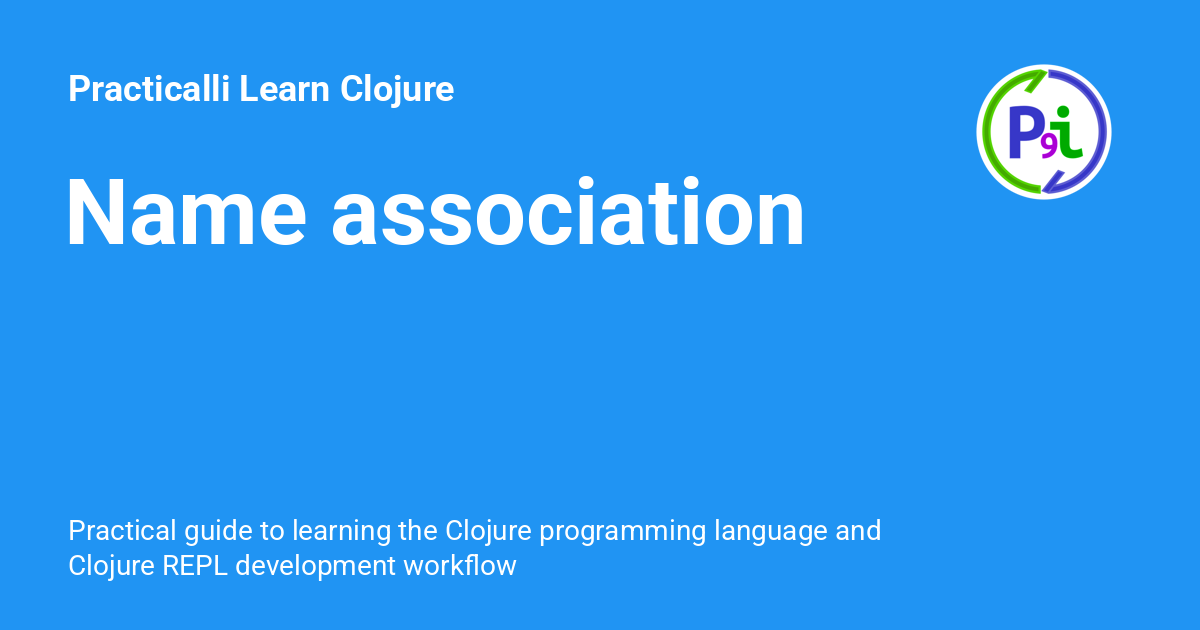 Practicalli Learn Clojure
P9i
Name association
Practical guide to learning the Clojure programming language and
Clojure REPL development workflow